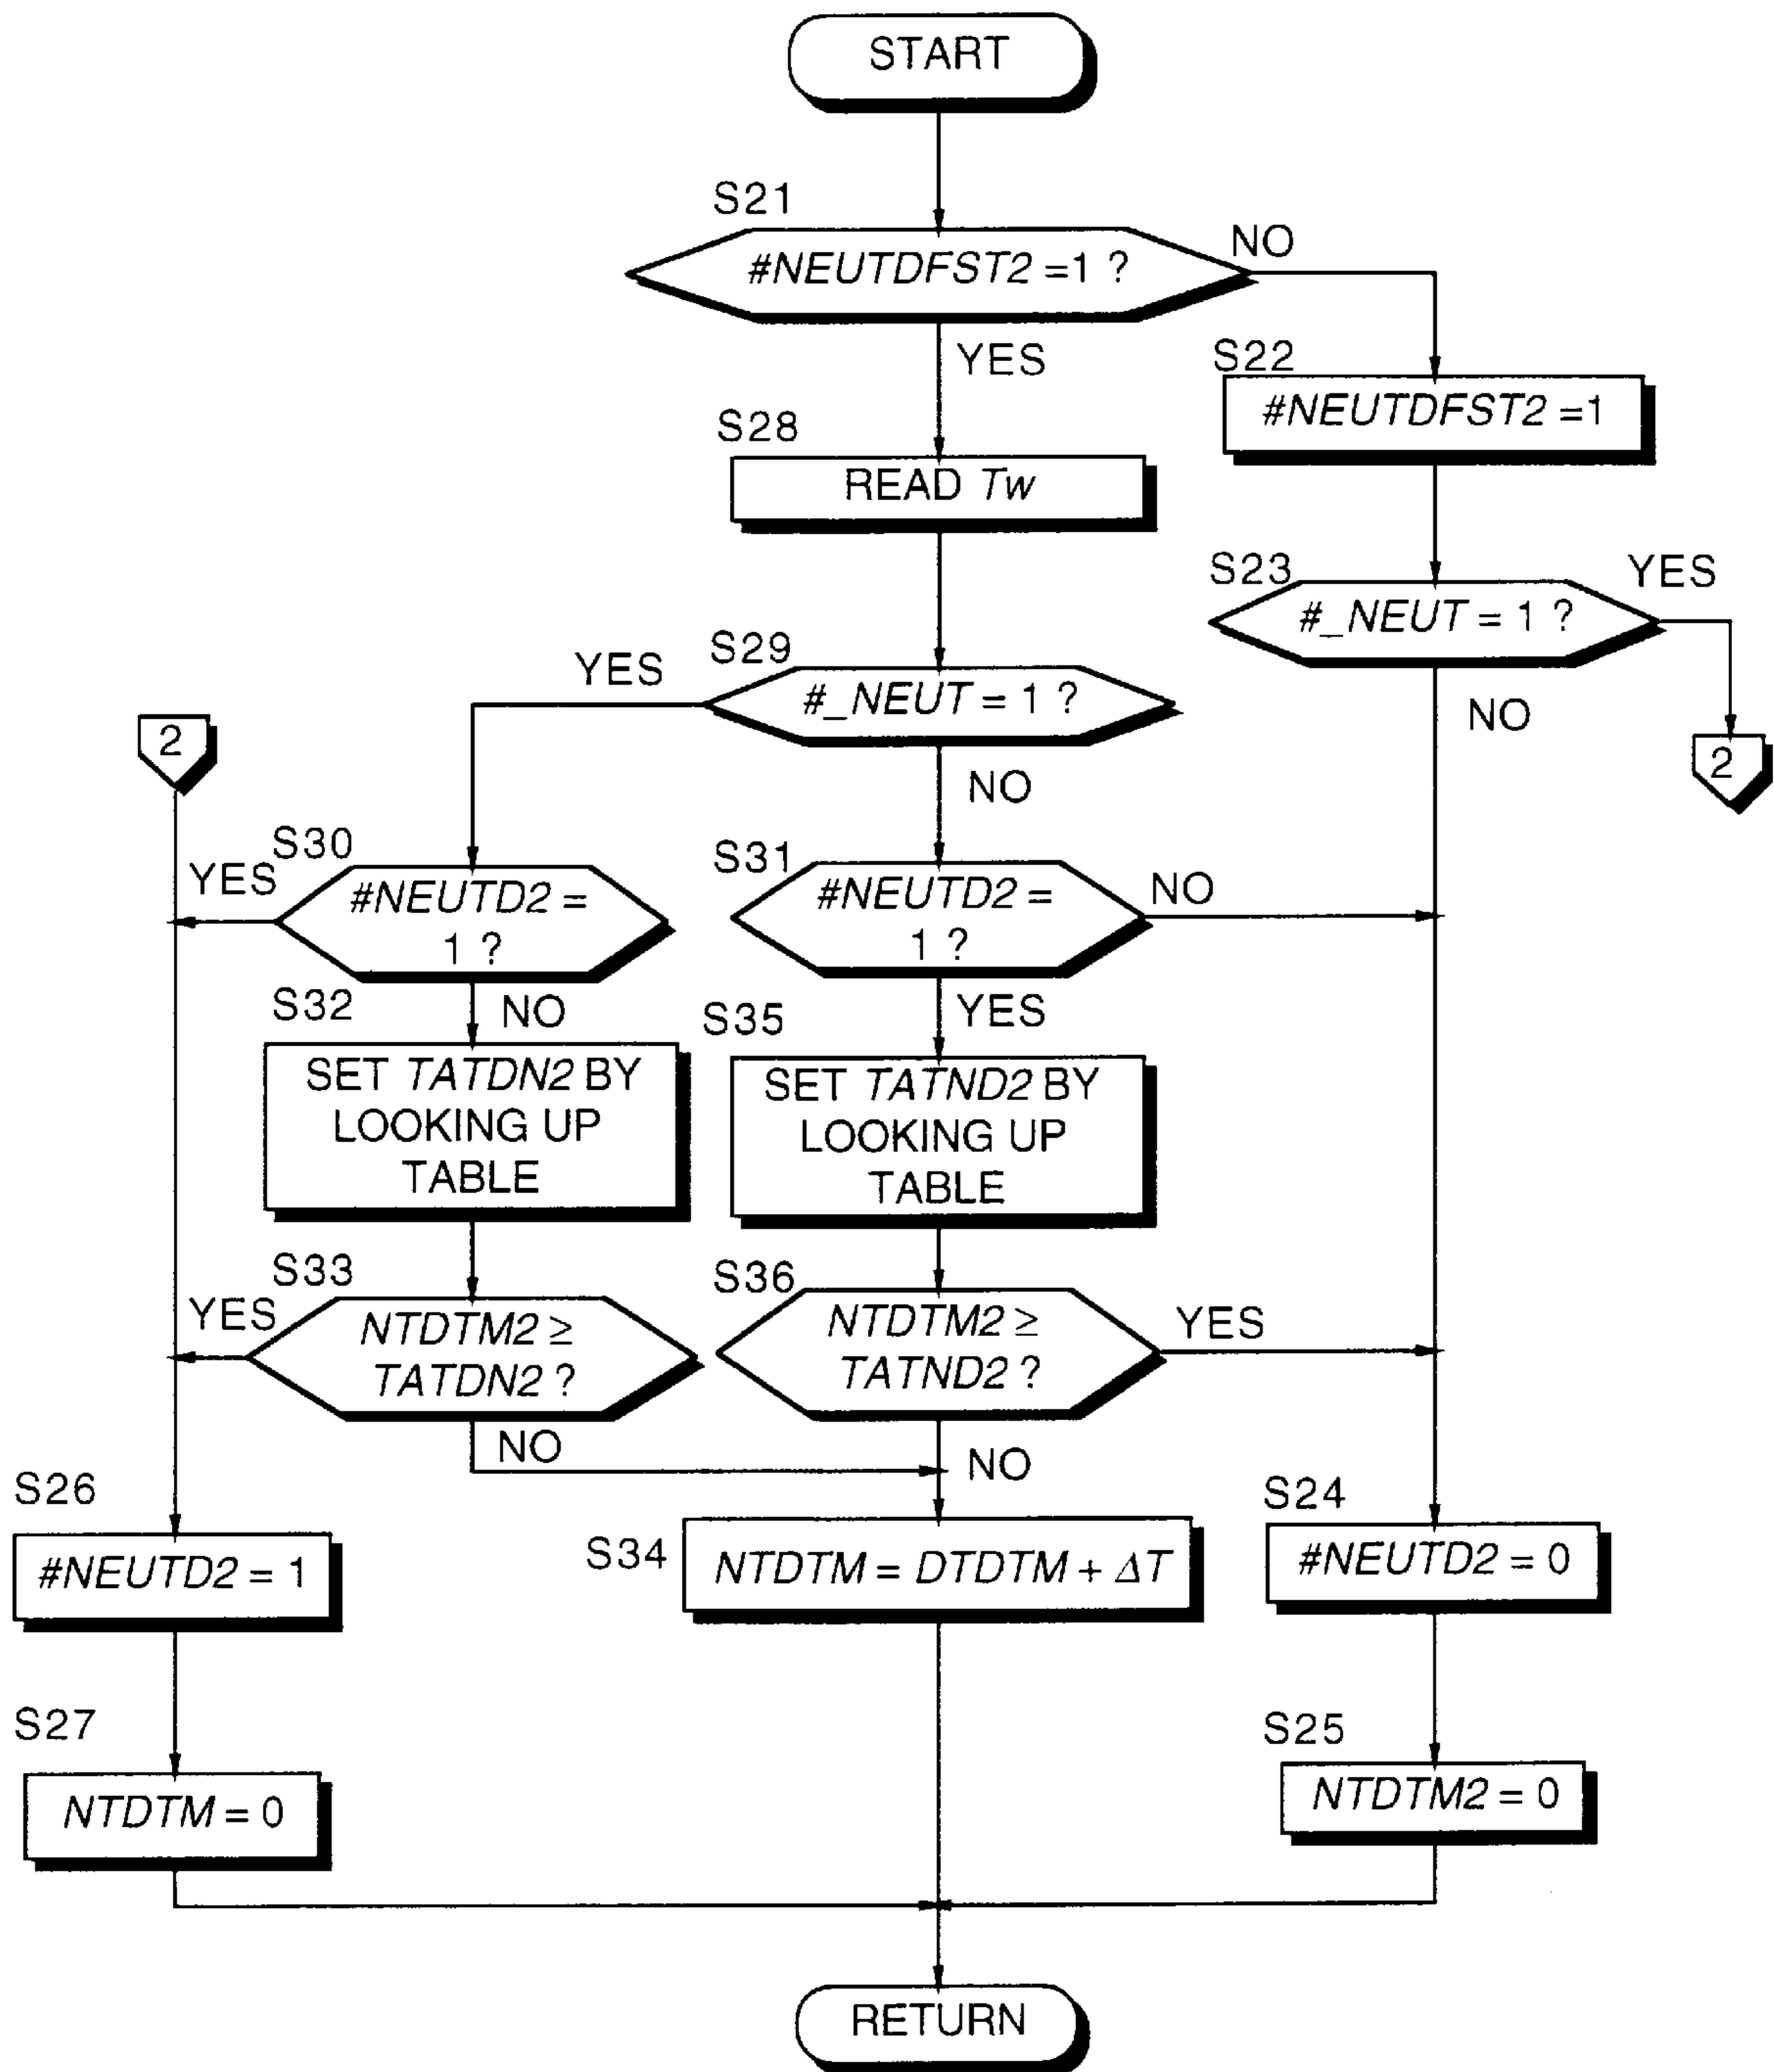 START
S21
#NEUTDFST2 =1 ?
NO
YES
S22
#NEUTDFST2 =1
S28
READ Tw
S23
#_NEUT = 1 ?
YES
NO
2
S29
#_NEUT = 1 ?
YES
NO
2
S30
#NEUTD2 =
1 ?
YES
NO
S31
#NEUTD2 =
1 ?
NO
YES
S32
SET TATDN2 BY
LOOKING UP
TABLE
S35
SET TATND2 BY
LOOKING UP
TABLE
S33
NTDTM2 ≥
TATDN2 ?
YES
NO
S36
NTDTM2 ≥
TATND2 ?
YES
NO
S26
#NEUTD2 = 1
S34
NTDTM = DTDTM + ΔT
S24
#NEUTD2 = 0
S27
NTDTM = 0
S25
NTDTM2 = 0
RETURN